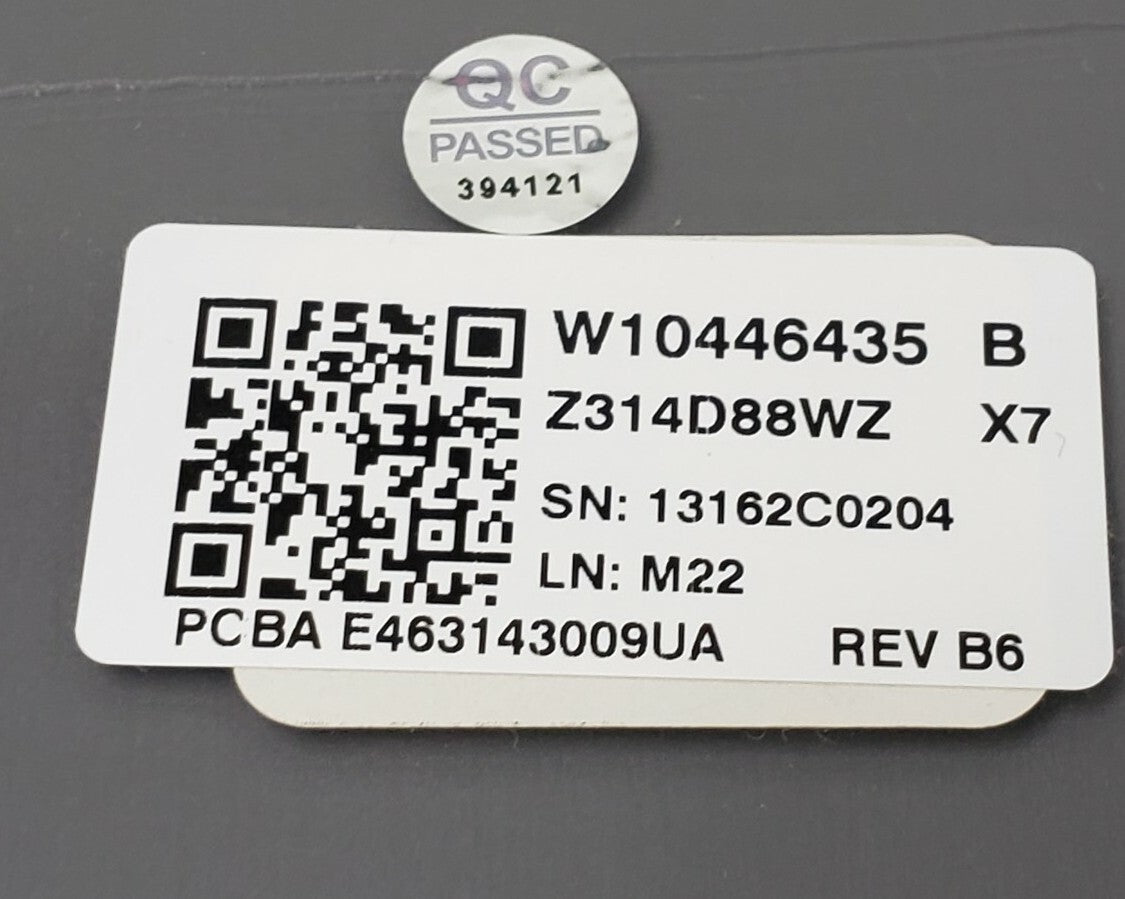 QC
PASSED
394121
W10446435 B
Z314D88WZ X7
SN: 13162C0204
LN: M22
PCBA E463143009UA REV B6